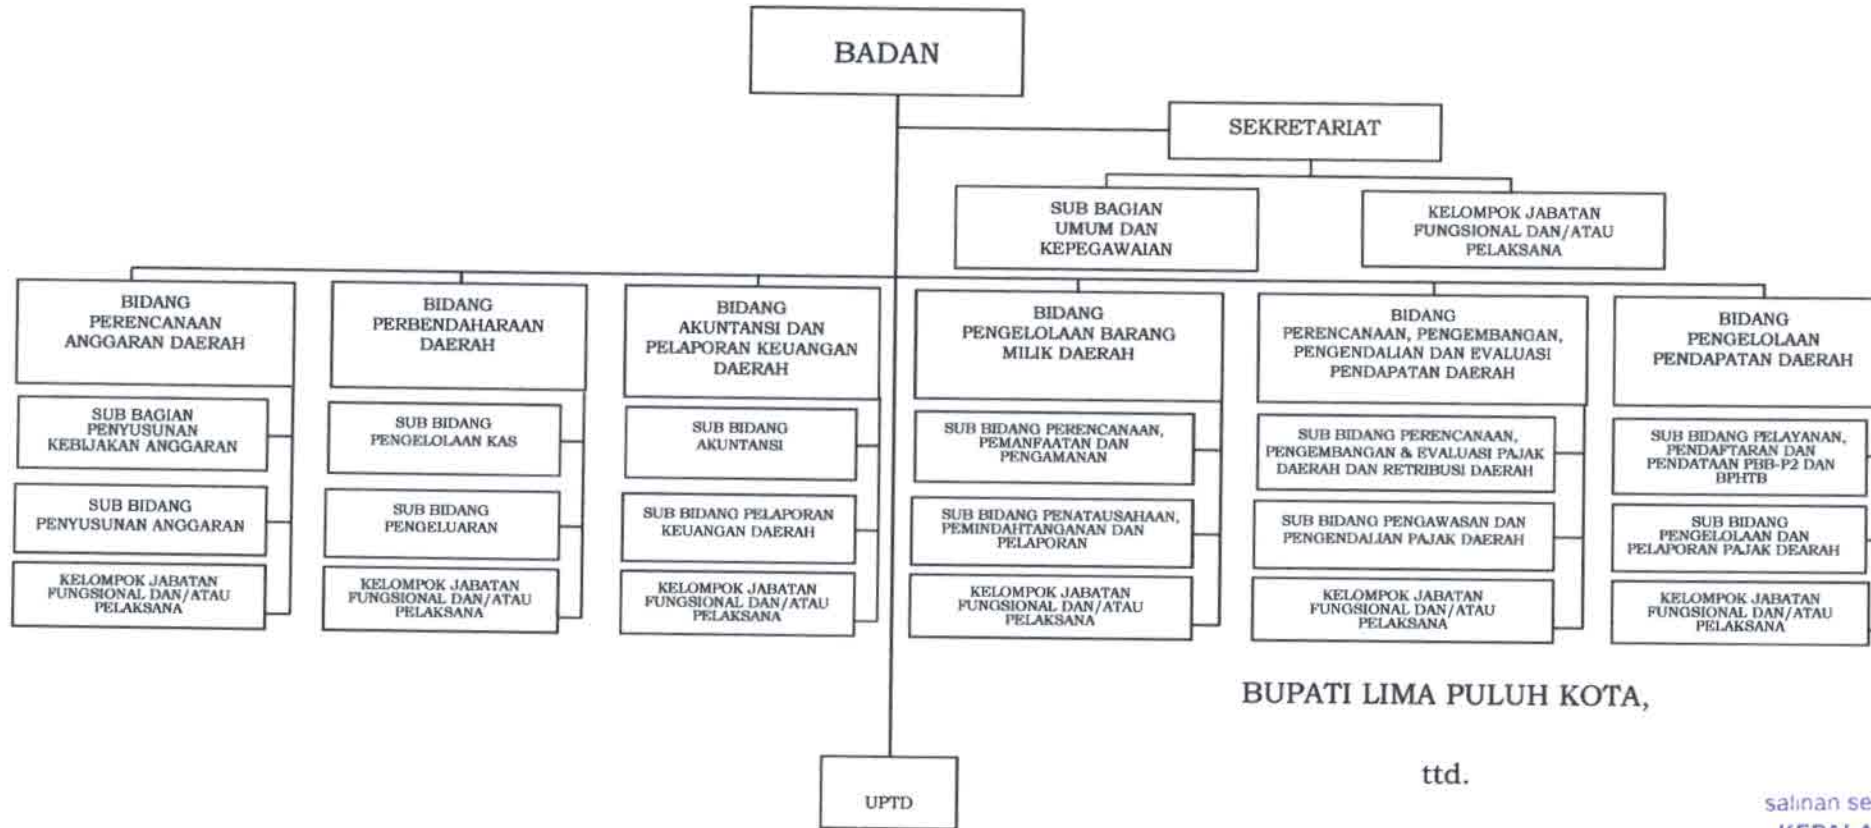 BADAN
SEKRETARIAT
SUB BAGIAN
UMUM DAN
KEPEGAWAIAN
KELOMPOK JABATAN
FUNGSIONAL DAN/ATAU
PELAKSANA
BIDANG
PERENCANAAN
ANGGARAN DAERAH
SUB BAGIAN
PENYUSUNAN
KEBIJAKAN ANGGARAN
SUB BIDANG
PENYUSUNAN ANGGARAN
KELOMPOK JABATAN
FUNGSIONAL DAN/ATAU
PELAKSANA
BIDANG
PERBENDAHARAAN
DAERAH
SUB BIDANG
PENGELOLAAN KAS
SUB BIDANG
PENGELUARAN
KELOMPOK JABATAN
FUNGSIONAL DAN/ATAU
PELAKSANA
BIDANG
AKUNTANSI DAN
PELAPORAN KEUANGAN
DAERAH
SUB BIDANG
AKUNTANSI
SUB BIDANG PELAPORAN
KEUANGAN DAERAH
KELOMPOK JABATAN
FUNGSIONAL DAN/ATAU
PELAKSANA
BIDANG
PENGELOLAAN BARANG
MILIK DAERAH
SUB BIDANG PERENCANAAN,
PEMANFAATAN DAN
PENGAMANAN
SUB BIDANG PENATAUSAHAAN,
PEMINDAHTANGANAN DAN
PELAPORAN
KELOMPOK JABATAN
FUNGSIONAL DAN/ATAU
PELAKSANA
BIDANG
PERENCANAAN, PENGEMBANGAN,
PENGENDALIAN DAN EVALUASI
PENDAPATAN DAERAH
SUB BIDANG PERENCANAAN,
PENGEMBANGAN & EVALUASI PAJAK
DAERAH DAN RETRIBUSI DAERAH
SUB BIDANG PENGAWASAN DAN
PENGENDALIAN PAJAK DAERAH
KELOMPOK JABATAN
FUNGSIONAL DAN/ATAU
PELAKSANA
BIDANG
PENGELOLAAN
PENDAPATAN DAERAH
SUB BIDANG PELAYANAN,
PENDAFTARAN DAN
PENDATAAN PBB-P2 DAN
BPHTB
SUB BIDANG
PENGELOLAAN DAN
PELAPORAN PAJAK DEARAH
KELOMPOK JABATAN
FUNGSIONAL DAN/ATAU
PELAKSANA
UPTD
BUPATI LIMA PULUH KOTA,
ttd.
salinan se